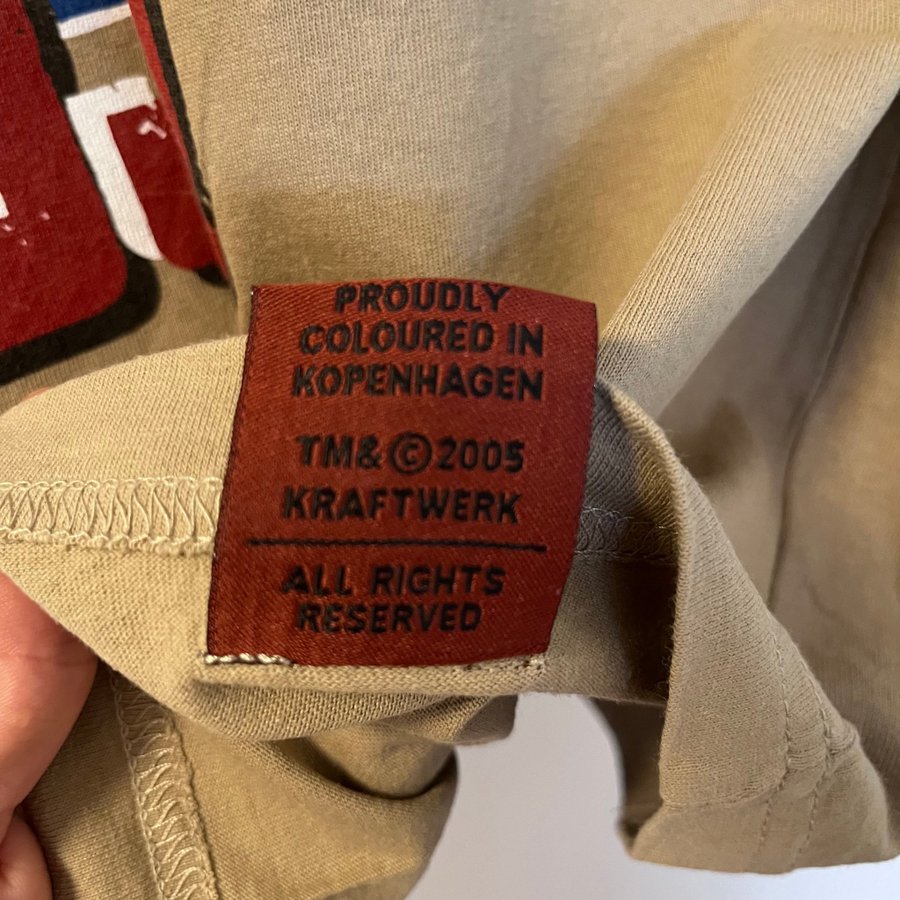 PROUDLY
COLOURED IN
KOPENHAGEN
TM& ©2005
KRAFTWERK
ALL RIGHTS
RESERVED